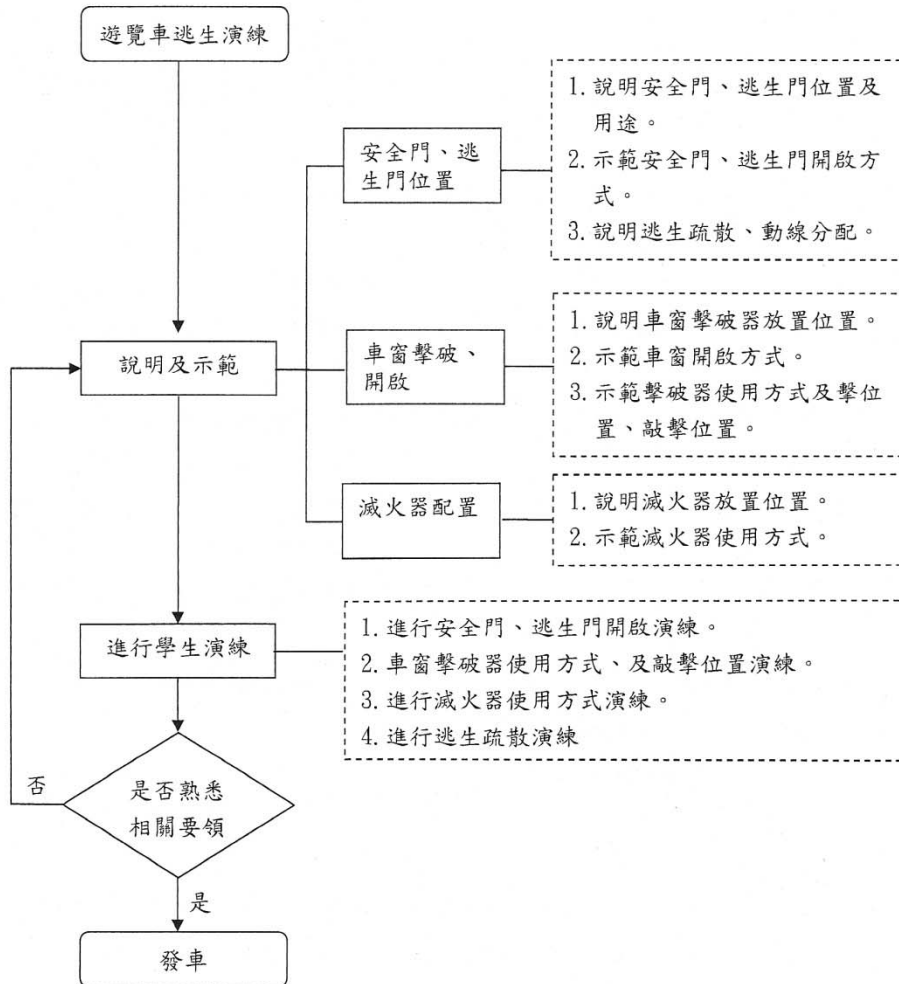 遊覽車逃生演練
安全門、逃
生門位置
1. 說明安全門、逃生門位置及
用途。
2. 示範安全門、逃生門開啟方
式。
3. 說明逃生疏散、動線分配。
說明及示範
車窗擊破、
開啟
1. 說明車窗擊破器放置位置。
2. 示範車窗開啟方式。
3. 示範擊破器使用方式及擊位
置、敲擊位置。
滅火器配置
1. 說明滅火器放置位置。
2. 示範滅火器使用方式。
進行學生演練
1. 進行安全門、逃生門開啟演練。
2. 車窗擊破器使用方式、及敲擊位置演練。
3. 進行滅火器使用方式演練。
4. 進行逃生疏散演練
否
是否熟悉
相關要領
是
發車